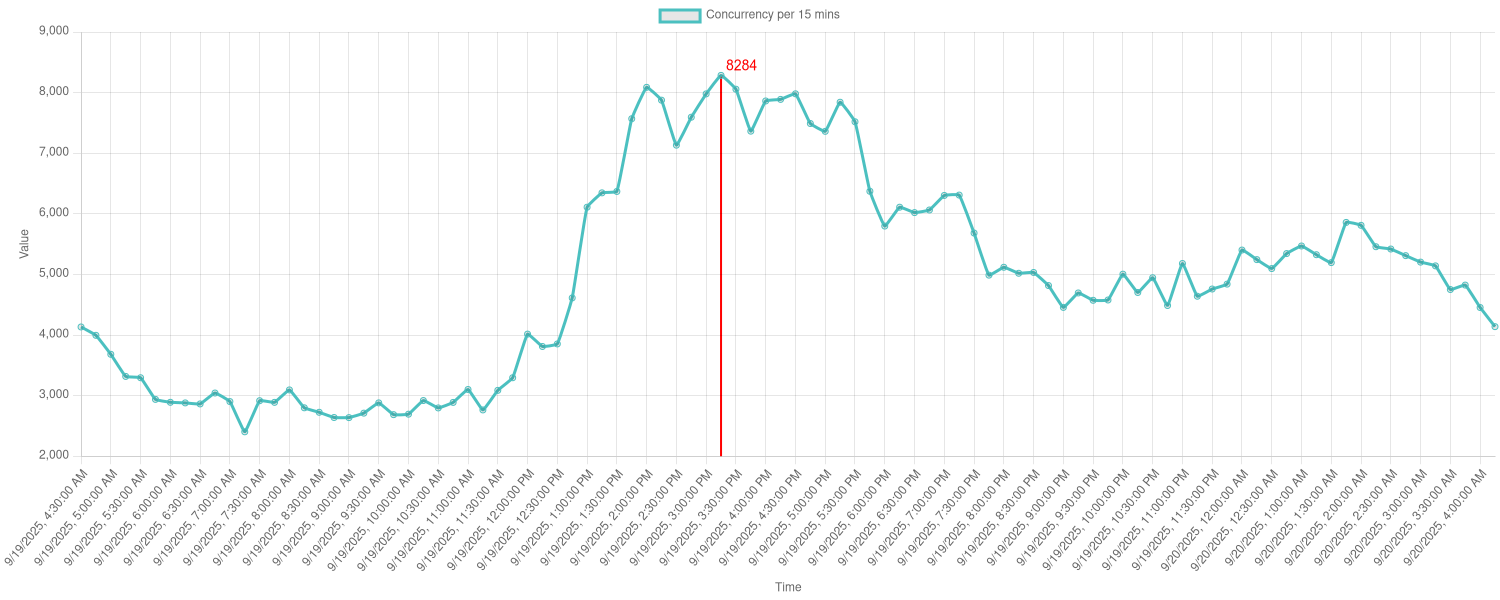 Concurrency per 15 mins
9,000
8284
8,000
7,000
6,000
Value
5,000
4,000
3,000
2,000
9/19/2025, 4:30:00 AM
9/19/2025, 5:00:00 AM
9/19/2025, 5:30:00 AM
9/19/2025, 6:00:00 AM
9/19/2025, 6:30:00 AM
9/19/2025, 7:00:00 AM
9/19/2025, 7:30:00 AM
9/19/2025, 8:00:00 AM
9/19/2025, 8:30:00 AM
9/19/2025, 9:00:00 AM
9/19/2025, 9:30:00 AM
9/19/2025, 10:00:00 AM
9/19/2025, 10:30:00 AM
9/19/2025, 11:00:00 AM
9/19/2025, 11:30:00 AM
9/19/2025, 12:00:00 PM
9/19/2025, 12:30:00 PM
9/19/2025, 1:00:00 PM
9/19/2025, 1:30:00 PM
9/19/2025, 2:00:00 PM
9/19/2025, 2:30:00 PM
9/19/2025, 3:00:00 PM
9/19/2025, 3:30:00 PM
9/19/2025, 4:00:00 PM
9/19/2025, 4:30:00 PM
9/19/2025, 5:00:00 PM
9/19/2025, 5:30:00 PM
9/19/2025, 6:00:00 PM
9/19/2025, 6:30:00 PM
9/19/2025, 7:00:00 PM
9/19/2025, 7:30:00 PM
9/19/2025, 8:00:00 PM
9/19/2025, 8:30:00 PM
9/19/2025, 9:00:00 PM
9/19/2025, 9:30:00 PM
9/19/2025, 10:00:00 PM
9/19/2025, 10:30:00 PM
9/19/2025, 11:00:00 PM
9/19/2025, 11:30:00 PM
9/20/2025, 12:00:00 AM
9/20/2025, 12:30:00 AM
9/20/2025, 1:00:00 AM
9/20/2025, 1:30:00 AM
9/20/2025, 2:00:00 AM
9/20/2025, 2:30:00 AM
9/20/2025, 3:00:00 AM
9/20/2025, 3:30:00 AM
9/20/2025, 4:00:00 AM
Time